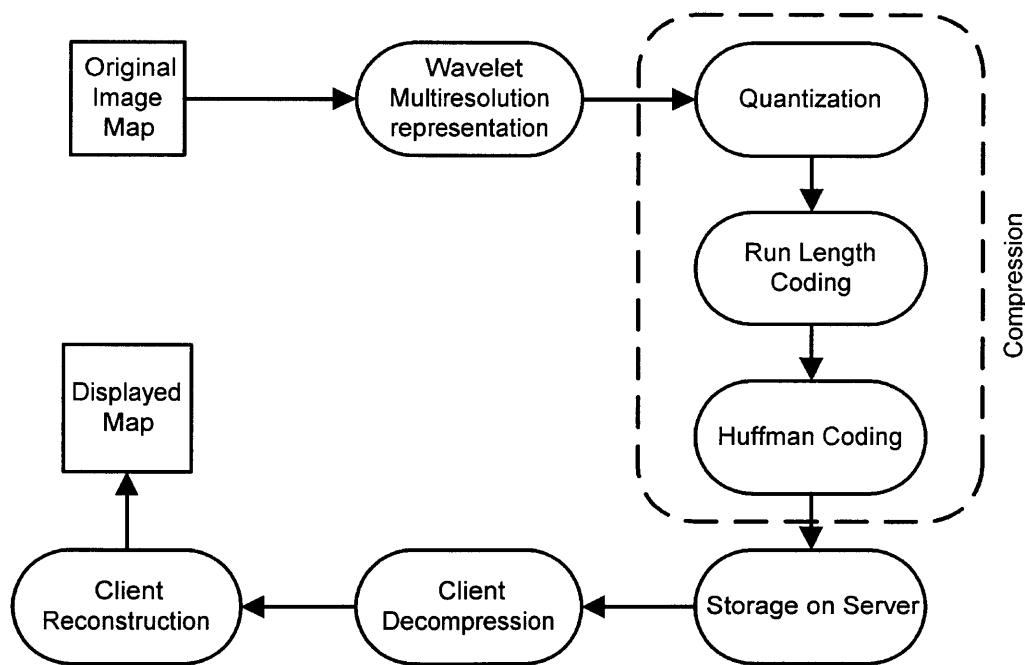 Original
Image
Map
Wavelet
Multiresolution
representation
Quantization
Run Length
Coding
Huffman Coding
Compression
Storage on Server
Client
Decompression
Client
Reconstruction
Displayed
Map